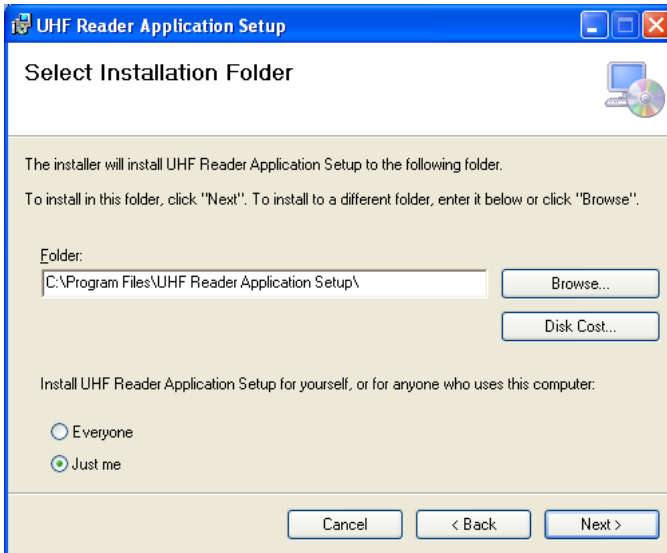 UHF Reader Application Setup
Select Installation Folder
The installer will install UHF Reader Application Setup to the following folder.
To install in this folder, click "Next". To install to a different folder, enter it below or click "Browse".
Folder:
C:\Program Files\UHF Reader Application Setup\
Browse...
Disk Cost...
Install UHF Reader Application Setup for yourself, or for anyone who uses this computer:
Everyone
Just me
Cancel
< Back
Next >